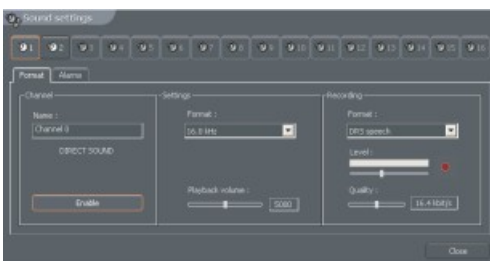 Sound settings
1 2 3 4 5 6 7 8 9 10 11 12 13 14 15 16
Format Alarms
Channel
Name :
Channel 0
DIRECT SOUND
Enable
Settings
Format :
16.0 kHz
Playback volume :
5000
Recording
Format :
speech
Level :
Quality :
16.4 kbit/s
Close